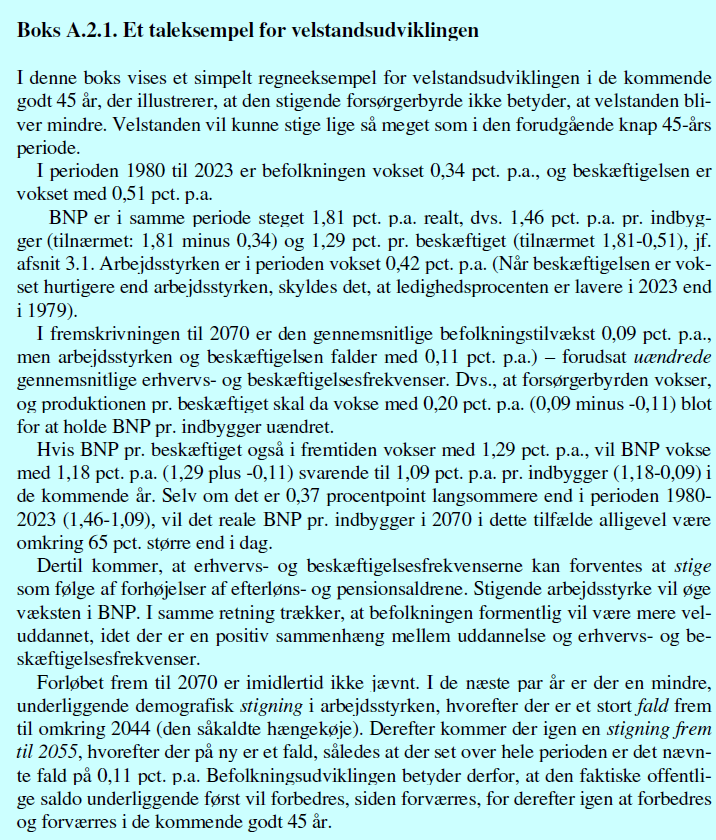 Boks A.2.1. Et taleksempel for velstandsudviklingen
I denne boks vises et simpelt regneeksempel for velstandsudviklingen i de kommende
godt 45 år, der illustrerer, at den stigende forsørgerbyrde ikke betyder, at velstanden bli-
ver mindre. Velstanden vil kunne stige lige så meget som i den forudgående knap 45-års
periode.
I perioden 1980 til 2023 er befolkningen vokset 0,34 pct. p.a., og beskæftigelsen er
vokset med 0,51 pct. p.a.
BNP er i samme periode steget 1,81 pct. p.a. realt, dvs. 1,46 pct. p.a. pr. indbyg-
ger (tilnærmet: 1,81 minus 0,34) og 1,29 pct. pr. beskæftiget (tilnærmet 1,81-0,51), jf.
afsnit 3.1. Arbejdsstyrken er i perioden vokset 0,42 pct. p.a. (Når beskæftigelsen er vok-
set hurtigere end arbejdsstyrken, skyldes det, at ledighedsprocenten er lavere i 2023 end
i 1979).
I fremskrivningen til 2070 er den gennemsnitlige befolkningstilvækst 0,09 pct. p.a.,
men arbejdsstyrken og beskæftigelsen falder med 0,11 pct. p.a.) – forudsat uændrede
gennemsnitlige erhvervs- og beskæftigelsesfrekvenser. Dvs., at forsørgerbyrden vokser,
og produktionen pr. beskæftiget skal da vokse med 0,20 pct. p.a. (0,09 minus -0,11) blot
for at holde BNP pr. indbygger uændret.
Hvis BNP pr. beskæftiget også i fremtiden vokser med 1,29 pct. p.a., vil BNP vokse
med 1,18 pct. p.a. (1,29 plus -0,11) svarende til 1,09 pct. p.a. pr. indbygger (1,18-0,09) i
de kommende år. Selv om det er 0,37 procentpoint langsommere end i perioden 1980-
2023 (1,46-1,09), vil det reale BNP pr. indbygger i 2070 i dette tilfælde alligevel være
omkring 65 pct. større end i dag.
Dertil kommer, at erhvervs- og beskæftigelsesfrekvenserne kan forventes at stige
som følge af forhøjelser af efterløns- og pensionsaldrene. Stigende arbejdsstyrke vil øge
væksten i BNP. I samme retning trækker, at befolkningen formentlig vil være mere vel-
uddannet, idet der er en positiv sammenhæng mellem uddannelse og erhvervs- og be-
skæftigelsesfrekvenser.
Forløbet frem til 2070 er imidlertid ikke jævnt. I de næste par år er der en mindre,
underliggende demografisk stigning i arbejdsstyrken, hvorefter der er et stort fald frem
til omkring 2044 (den såkaldte hængekøje). Derefter kommer der igen en stigning frem
til 2055, hvorefter der på ny er et fald, således at der set over hele perioden er det nævn-
te fald på 0,11 pct. p.a. Befolkningsudviklingen betyder derfor, at den faktiske offentli-
ge saldo underliggende først vil forbedres, siden forværres, for derefter igen at forbedres
og forværres i de kommende godt 45 år.